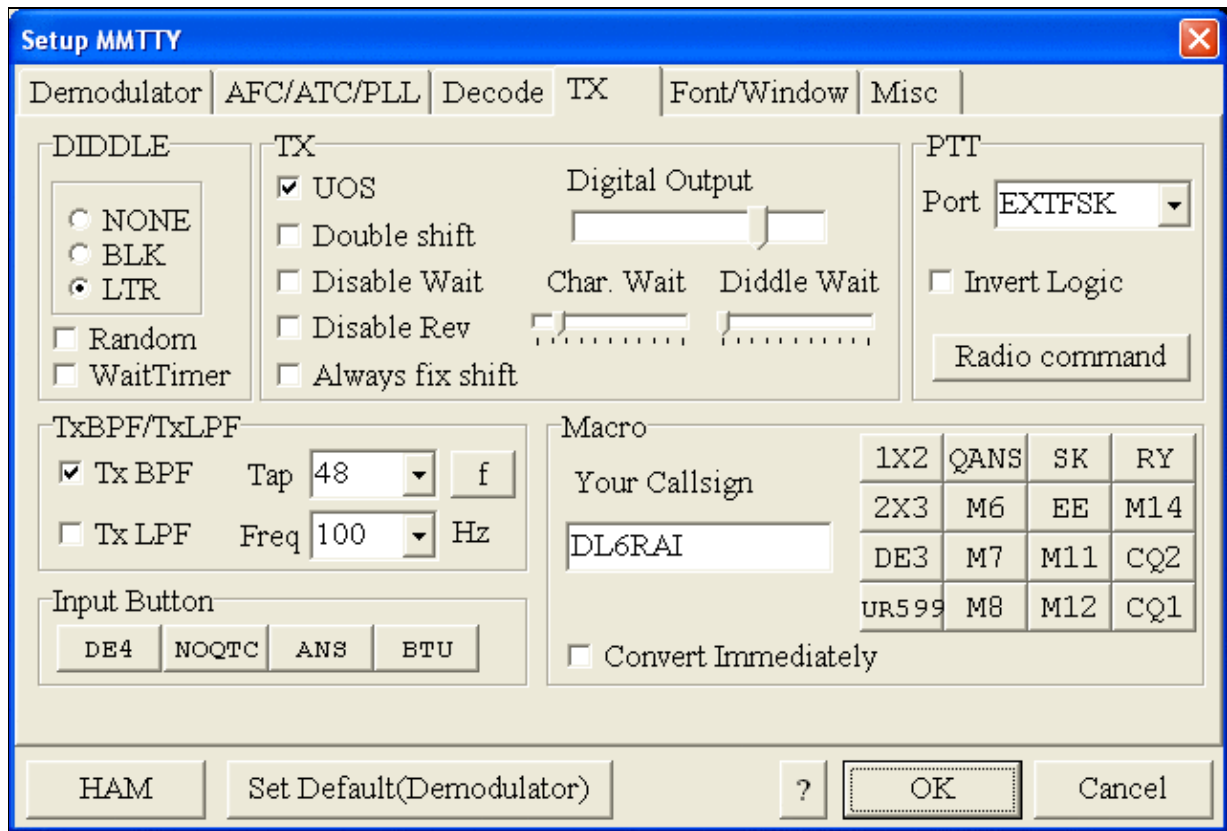 Setup MMTTY
Demodulator AFC/ATC/PLL Decode TX Font/Window Misc
DIDDLE
NONE
BLK
LTR
Random
WaitTimer
TX
UOS
Double shift
Disable Wait
Disable Rev
Always fix shift
Digital Output
Char. Wait Diddle Wait
PTT
Port EXTFSK
Invert Logic
Radio command
TxBPF/TxLPF
Tx BPF Tap 48 f
Tx LPF Freq 100 Hz
Input Button
DE4 NOQTC ANS BTU
Macro
Your Callsign
DL6RAI
Convert Immediately
1X2 QANS SK RY
2X3 M6 EE M14
DE3 M7 M11 CQ2
UR599 M8 M12 CQ1
HAM Set Default(Demodulator) ? OK Cancel